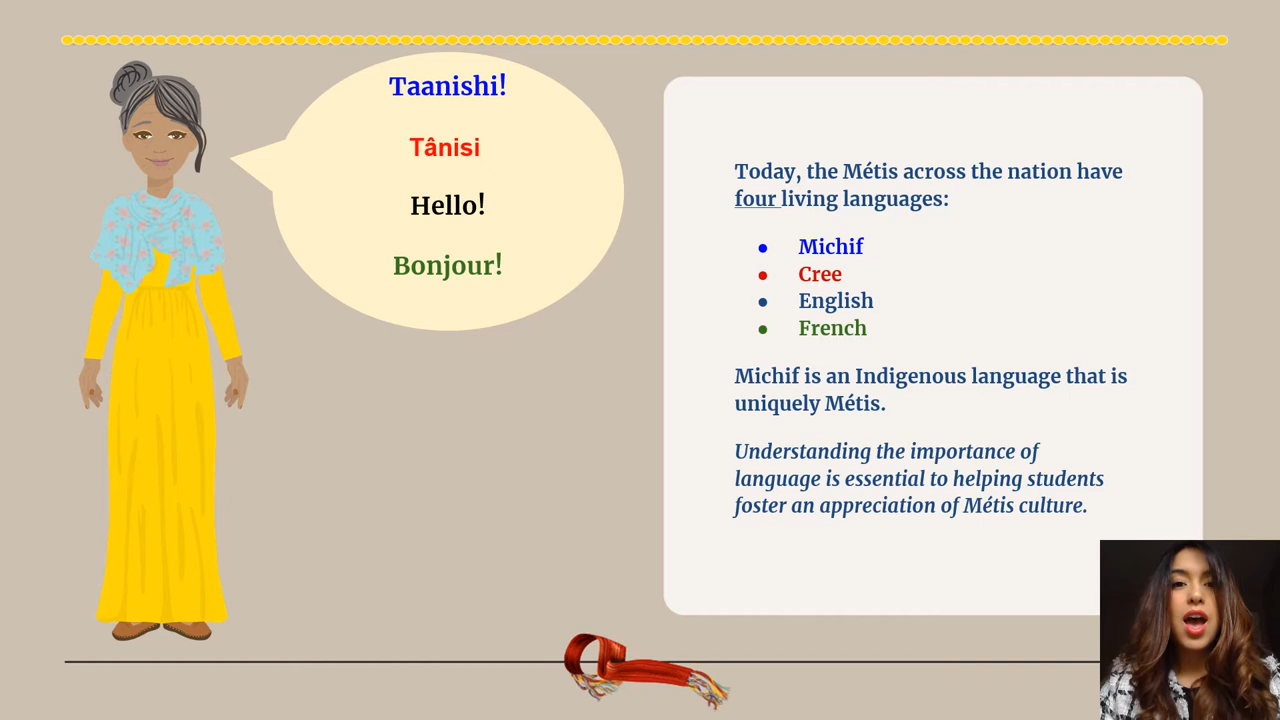 Taanishi!
Tânisi
Hello!
Bonjour!
Today, the Métis across the nation have
four living languages:
● Michif
● Cree
● English
● French
Michif is an Indigenous language that is
uniquely Métis.
Understanding the importance of
language is essential to helping students
foster an appreciation of Métis culture.